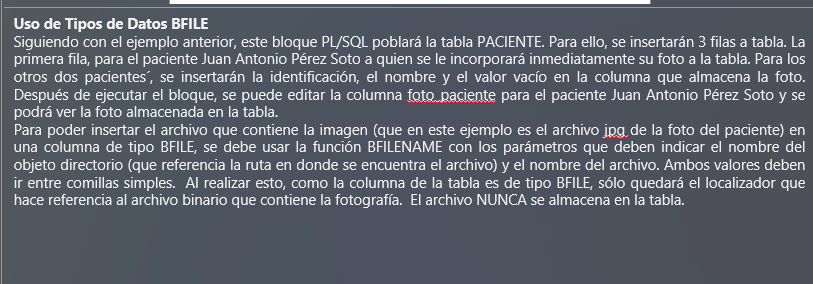 Uso de Tipos de Datos BFILE
Siguiendo con el ejemplo anterior, este bloque PL/SQL poblará la tabla PACIENTE. Para ello, se insertarán 3 filas a tabla. La
primera fila, para el paciente Juan Antonio Pérez Soto a quien se le incorporará inmediatamente su foto a la tabla. Para los
otros dos pacientes´, se insertarán la identificación, el nombre y el valor vacío en la columna que almacena la foto.
Después de ejecutar el bloque, se puede editar la columna foto_paciente para el paciente Juan Antonio Pérez Soto y se
podrá ver la foto almacenada en la tabla.
Para poder insertar el archivo que contiene la imagen (que en este ejemplo es el archivo jpg de la foto del paciente) en
una columna de tipo BFILE, se debe usar la función BFILENAME con los parámetros que deben indicar el nombre del
objeto directorio (que referencia la ruta en donde se encuentra el archivo) y el nombre del archivo. Ambos valores deben
ir entre comillas simples. Al realizar esto, como la columna de la tabla es de tipo BFILE, sólo quedará el localizador que
hace referencia al archivo binario que contiene la fotografía. El archivo NUNCA se almacena en la tabla.